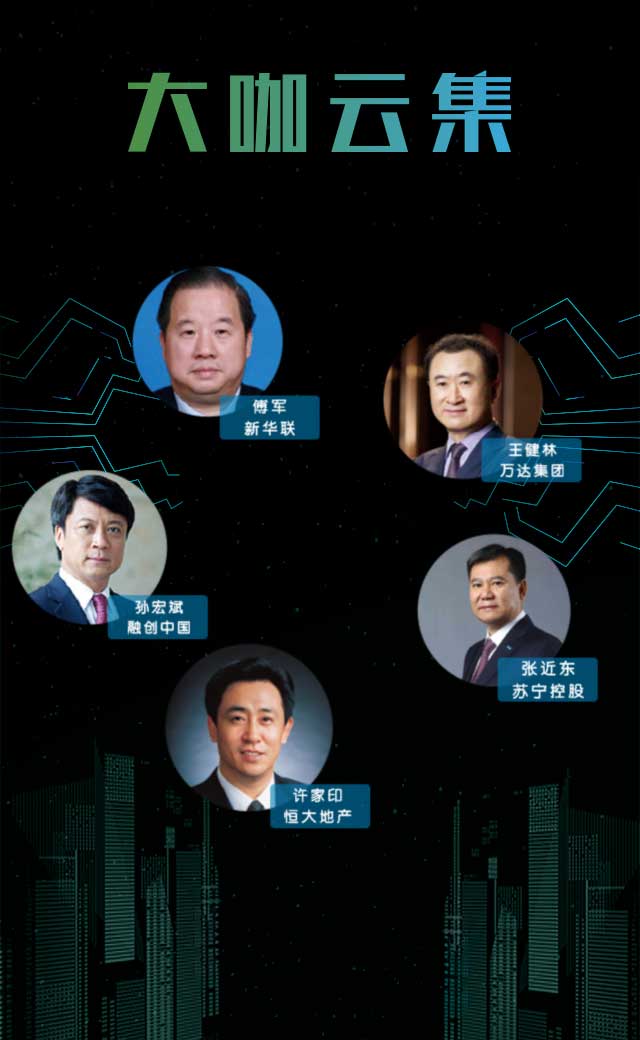 大咖云集
傅军
新华联
王健林
万达集团
孙宏斌
融创中国
张近东
苏宁控股
许家印
恒大地产